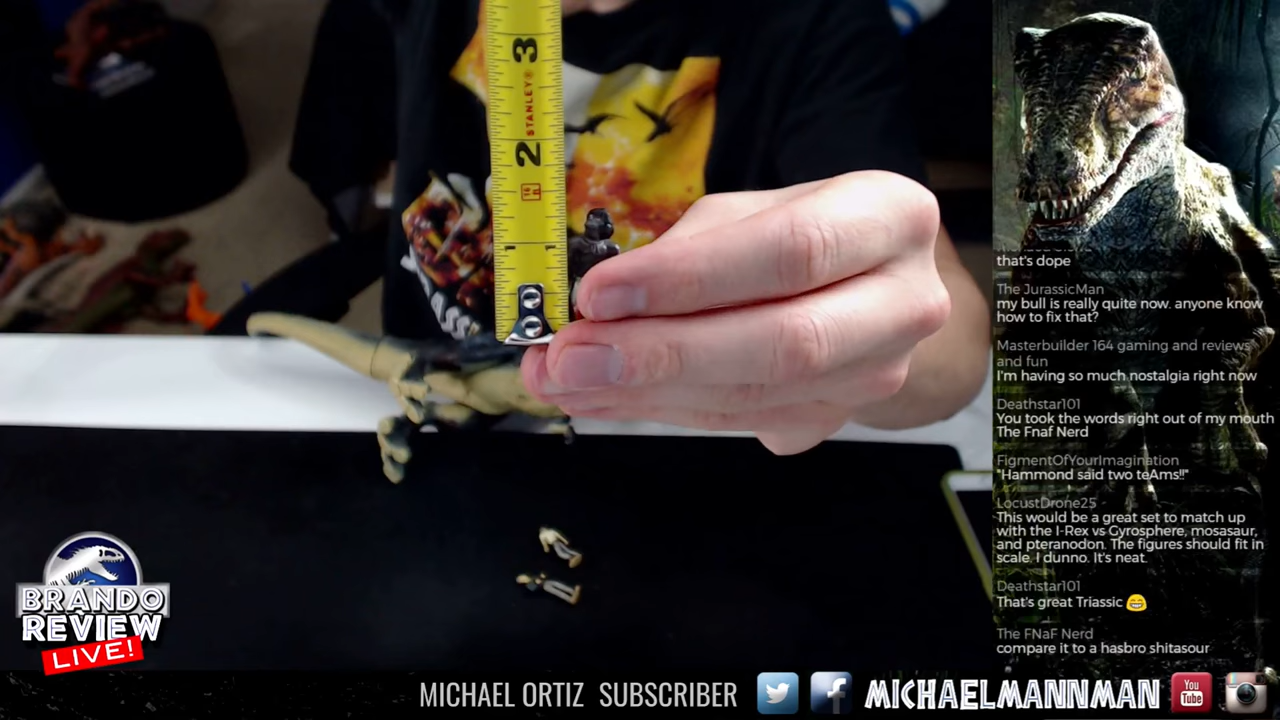 3
STANLEY®
2
ASS
that's dope
The JurassicMan
my bull is really quite now. anyone know
how to fix that?
Masterbuilder 164 gaming and reviews
and fun
I'm having so much nostalgia right now
Deathstar101
You took the words right out of my mouth
The Fnaf Nerd
FigmentOfYourImagination
"Hammond said two teAms!!"
LocustDrone25
This would be a great set to match up
with the I-Rex vs Gyrosphere, mosasaur,
and pteranodon. The figures should fit in
scale. I dunno. It's neat.
Deathstar101
That's great Triassic 😂
The FNaF Nerd
compare it to a hasbro shitasour
BRANDO
REVIEW
LIVE!
MICHAEL ORTIZ SUBSCRIBER
MICHAELMANNMAN
You
Tube